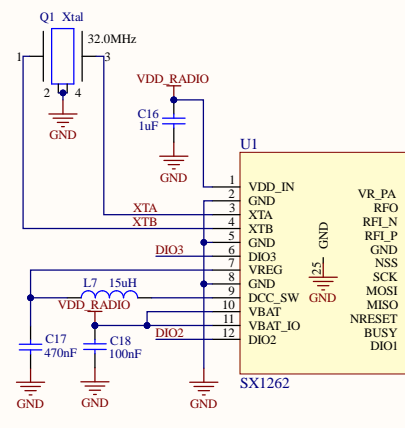 Q1 Xtal
32.0MHz
1
3
2
4
GND
VDD_RADIO
C16
1uF
GND
U1
1 VDD_IN
2 GND
XTA 3 XTA
XTB 4 XTB
5 GND
DIO3 6 DIO3
7 VREG
8 GND
L7 15uH 9 DCC_SW
VDD_RADIO 10 VBAT
11 VBAT_IO
DIO2 12 DIO2
VR_PA
RFO
RFI_N
RFI_P
GND
NSS
SCK
MOSI
MISO
NRESET
BUSY
DIO1
GND
25
GND
C17
470nF
C18
100nF
GND
GND
GND
SX1262